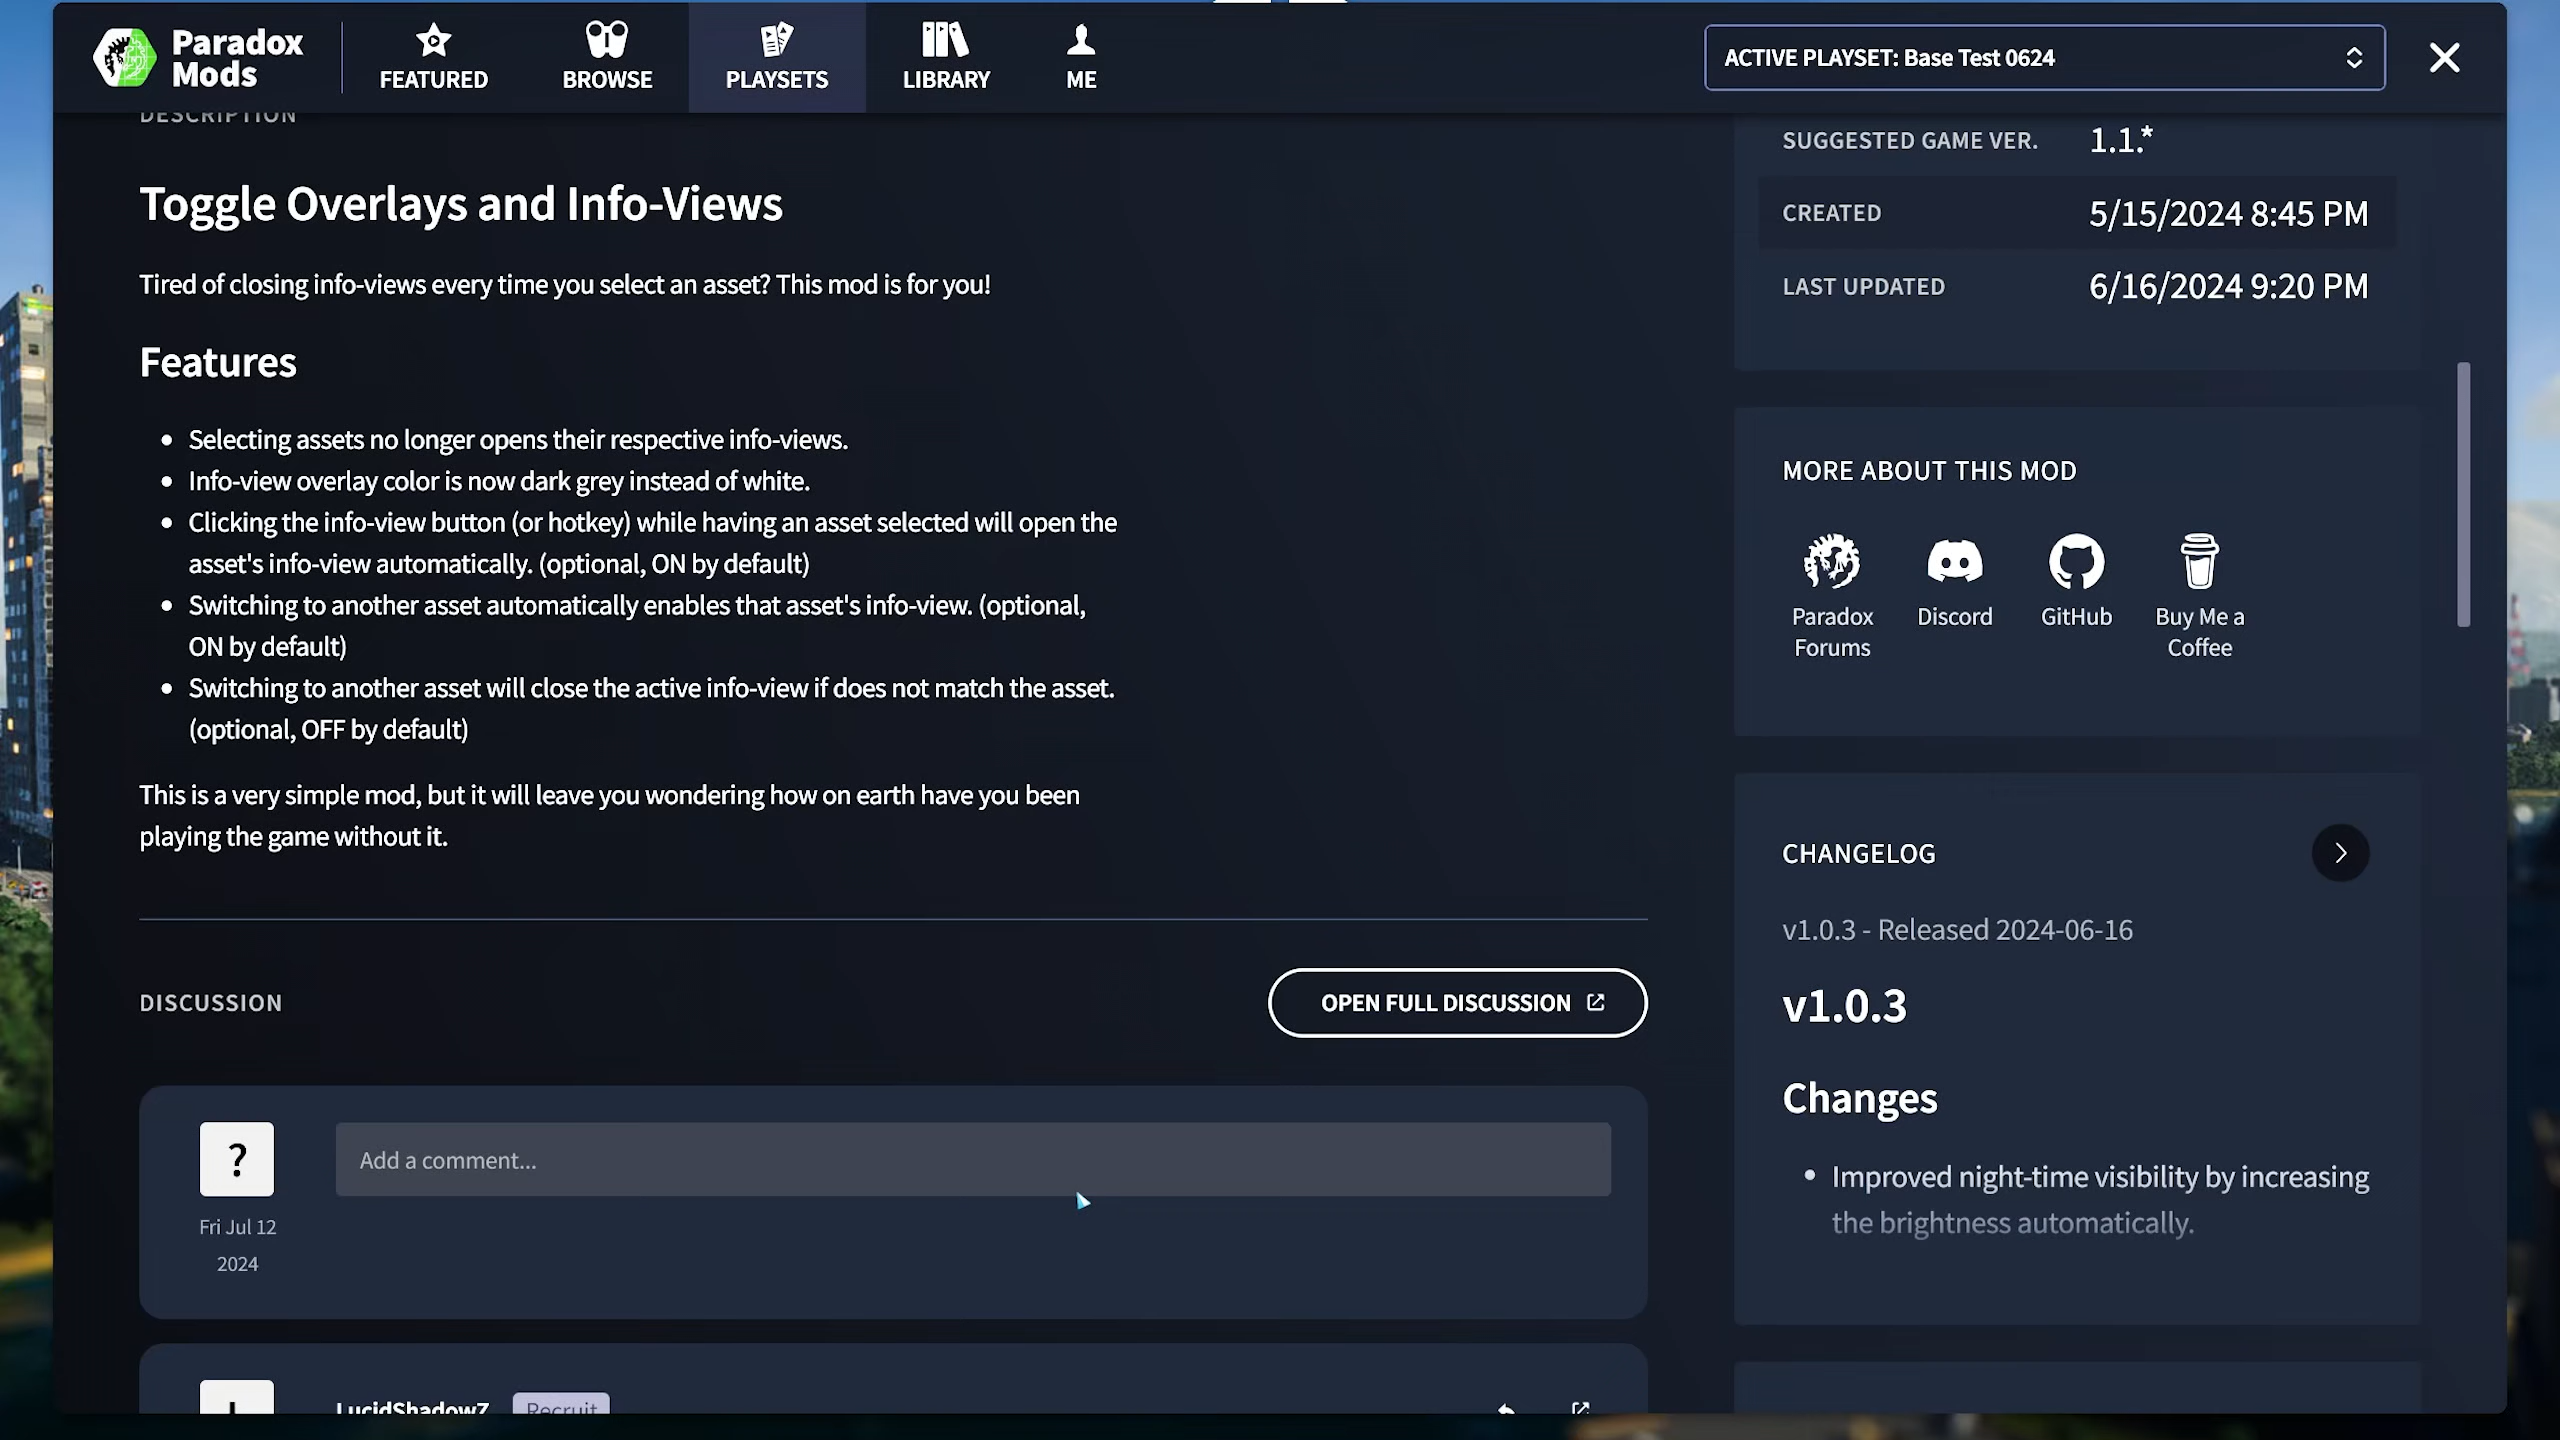 Paradox
Mods
FEATURED
BROWSE
PLAYSETS
LIBRARY
ME
ACTIVE PLAYSET: Base Test 0624
DESCRIPTION
Toggle Overlays and Info-Views
Tired of closing info-views every time you select an asset? This mod is for you!
Features
• Selecting assets no longer opens their respective info-views.
• Info-view overlay color is now dark grey instead of white.
• Clicking the info-view button (or hotkey) while having an asset selected will open the
asset's info-view automatically. (optional, ON by default)
• Switching to another asset automatically enables that asset's info-view. (optional,
ON by default)
• Switching to another asset will close the active info-view if does not match the asset.
(optional, OFF by default)
This is a very simple mod, but it will leave you wondering how on earth have you been
playing the game without it.
DISCUSSION
OPEN FULL DISCUSSION
?
Add a comment...
Fri Jul 12
2024
LucidShadowZ
Recruit
SUGGESTED GAME VER. 1.1.*
CREATED 5/15/2024 8:45 PM
LAST UPDATED 6/16/2024 9:20 PM
MORE ABOUT THIS MOD
Paradox
Forums
Discord
GitHub
Buy Me a
Coffee
CHANGELOG
v1.0.3 - Released 2024-06-16
v1.0.3
Changes
• Improved night-time visibility by increasing
the brightness automatically.